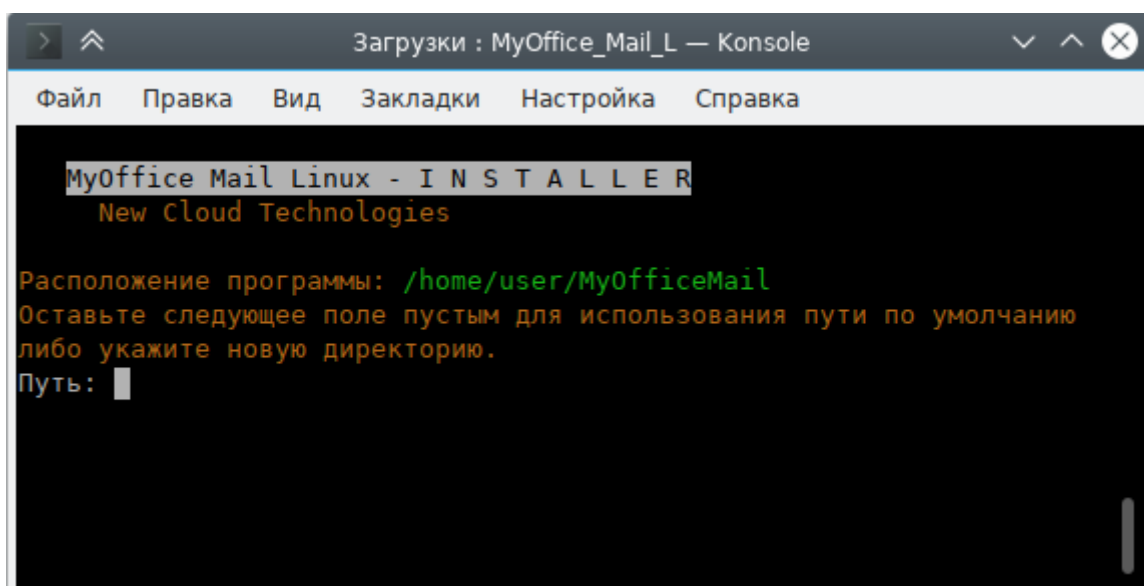 Загрузки : MyOffice_Mail_L — Konsole
Файл Правка Вид Закладки Настройка Справка
MyOffice Mail Linux - I N S T A L L E R
New Cloud Technologies
Расположение программы: /home/user/MyOfficeMail
Оставьте следующее поле пустым для использования пути по умолчанию
либо укажите новую директорию.
Путь: